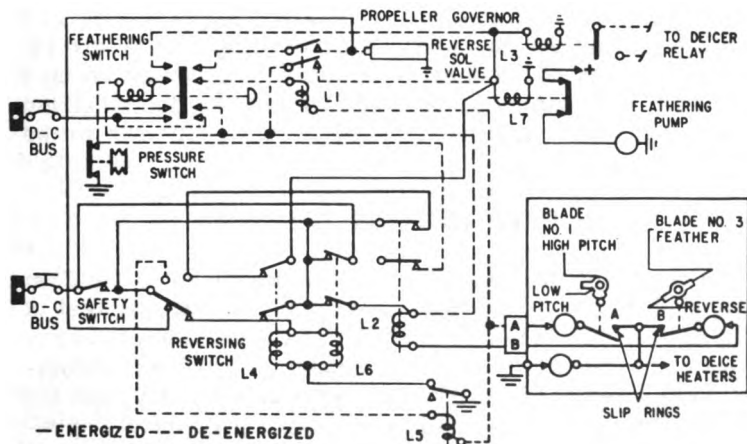 PROPELLER GOVERNOR
FEATHERING
SWITCH
REVERSE
SOL
VALVE
L3
TO DEICER
RELAY
L1
+
L7
FEATHERING
PUMP
D-C
BUS
PRESSURE
SWITCH
BLADE
NO. 1
HIGH PITCH
BLADE NO. 3
FEATHER
LOW
PITCH
A
B
REVERSE
A
B
D-C
BUS
SAFETY
SWITCH
REVERSING
SWITCH
L4
L6
L2
TO DEICE
HEATERS
SLIP RINGS
L5
—ENERGIZED --- DE-ENERGIZED